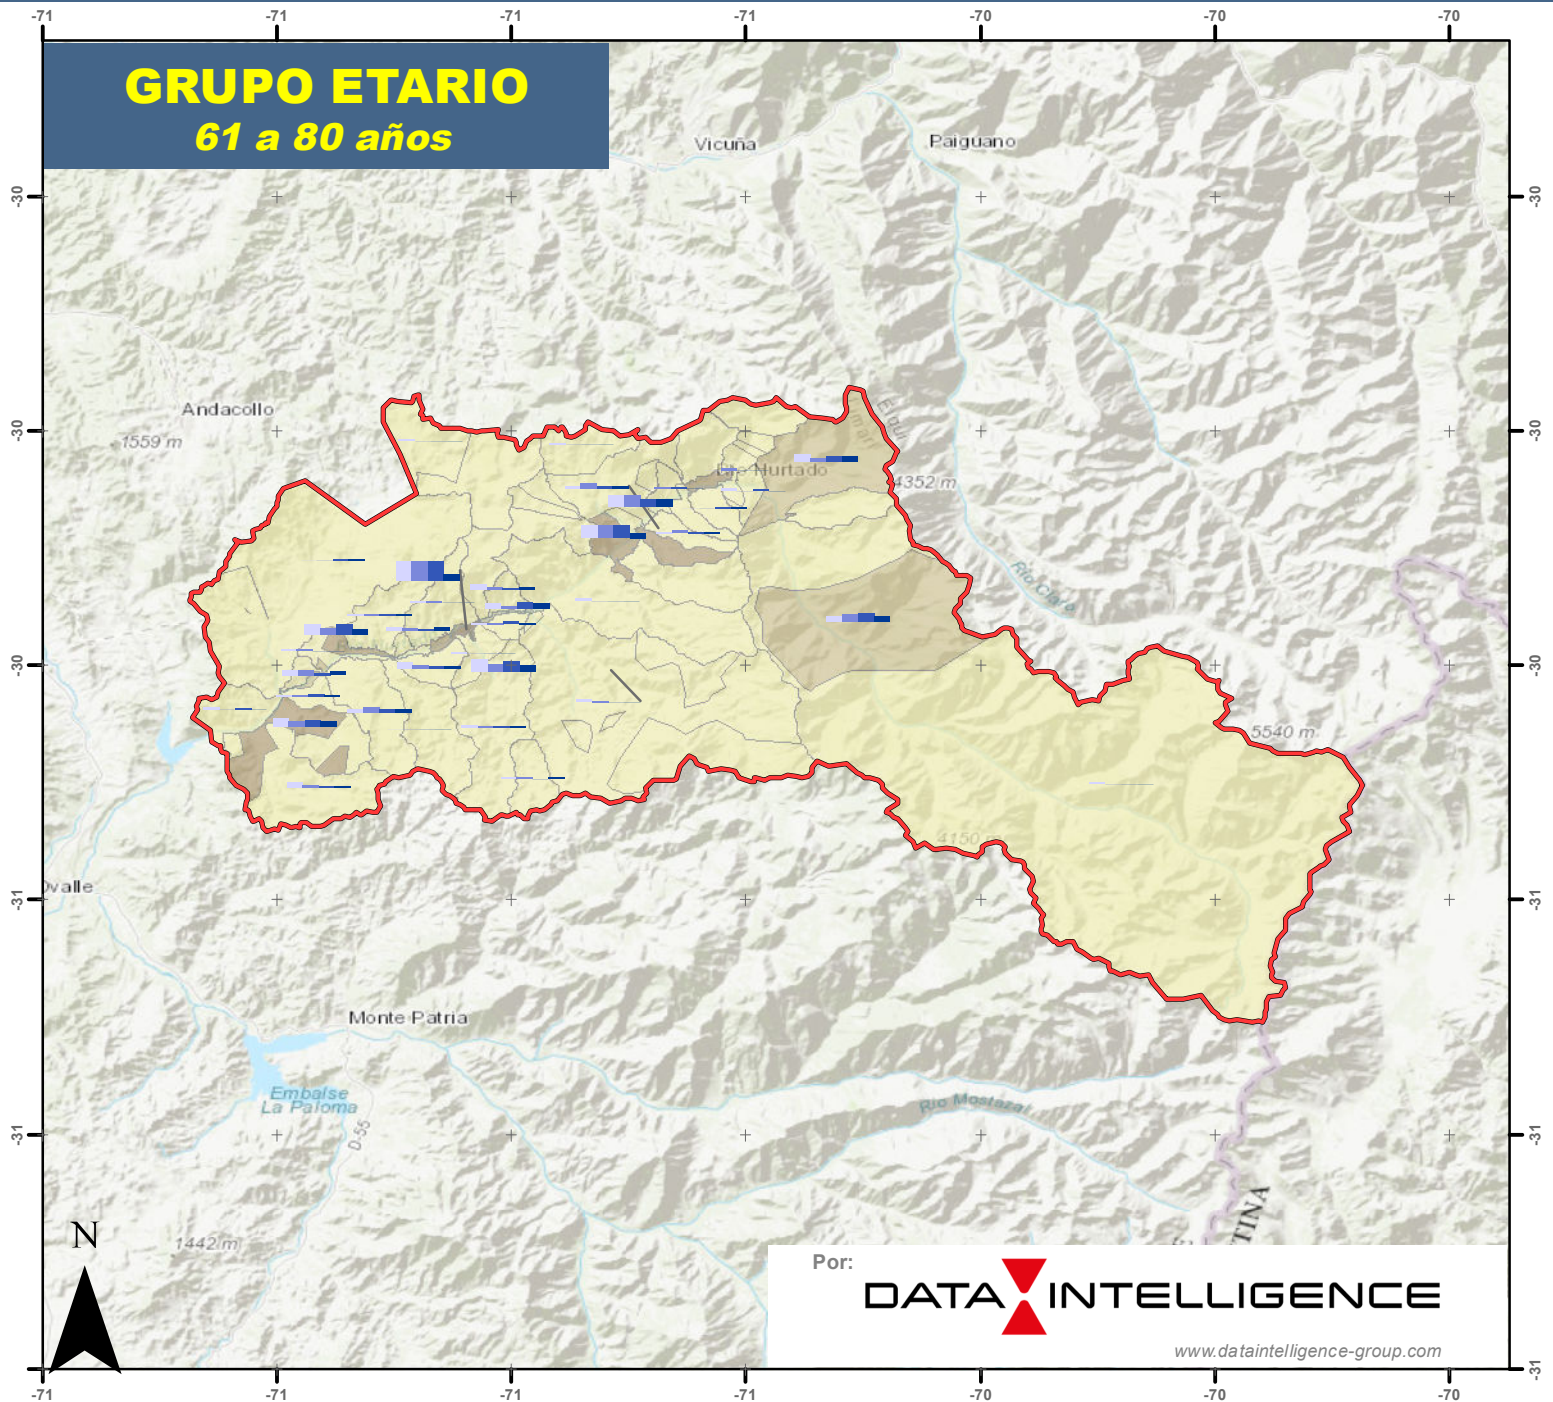 -71 -71 -71 -71 -70 -70 -70
GRUPO ETARIO
61 a 80 años
Vicuña
Paiguano
-30 -30
Andacollo
1559 m
-30 -30
Hurtado
4352 m
Río Claro
-30 -30
5540 m
4150 m
Ovalle
-31 -31
Monte Patria
Embalse
La Paloma
Río Mostazal
D-55
-31 -31
N
1442 m
TINA
Por:
DATA INTELLIGENCE
www.dataintelligence-group.com
-31
-71 -71 -71 -71 -70 -70 -70